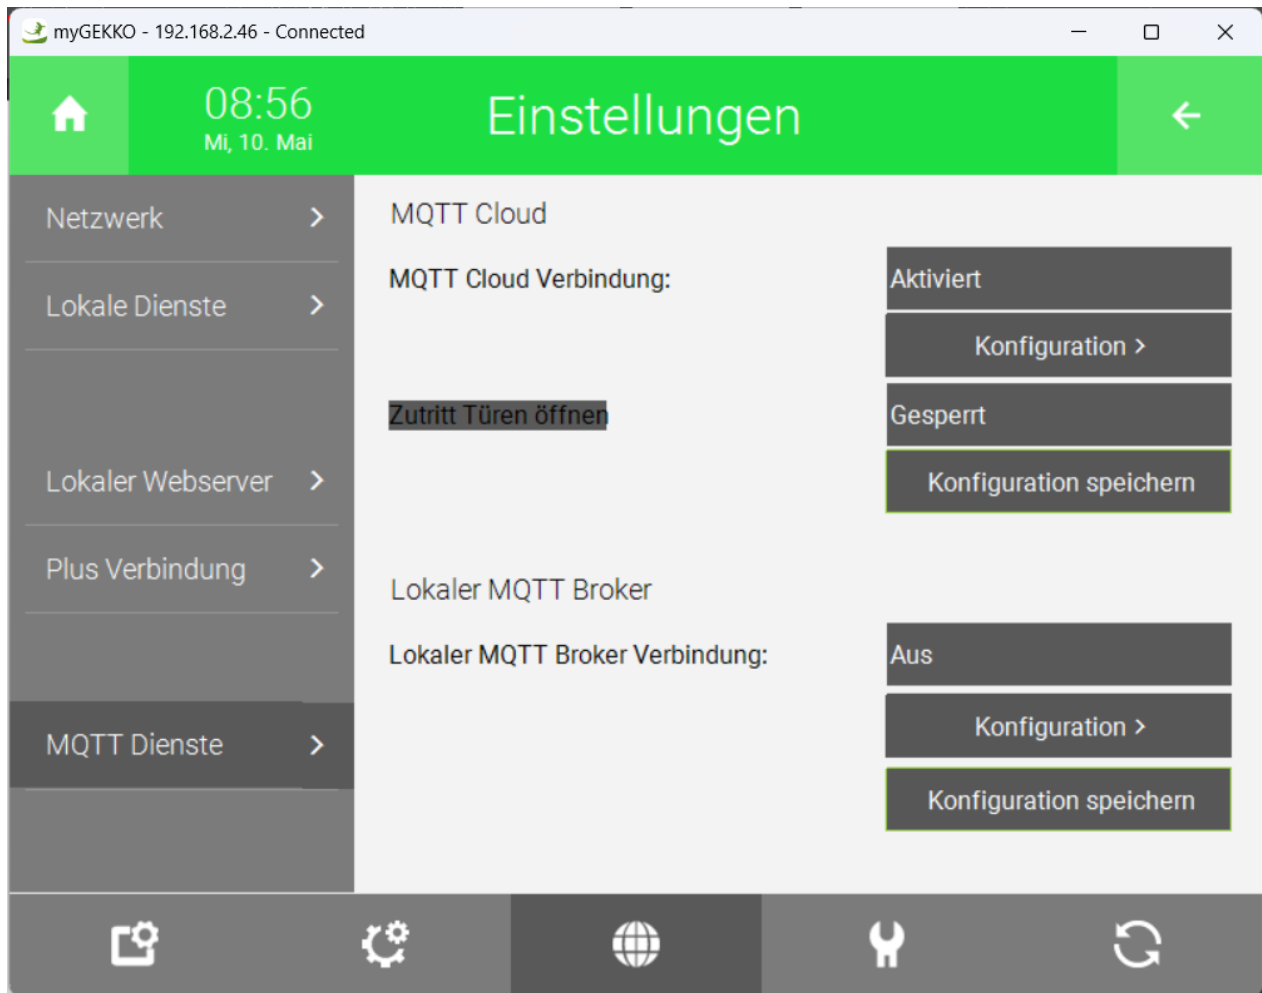 myGEKKO - 192.168.2.46 - Connected
08:56
Mi, 10. Mai
Einstellungen
Netzwerk
Lokale Dienste
Lokaler Webserver
Plus Verbindung
MQTT Dienste
MQTT Cloud
MQTT Cloud Verbindung:
Aktiviert
Konfiguration >
Zutritt Türen öffnen
Gesperrt
Konfiguration speichern
Lokaler MQTT Broker
Lokaler MQTT Broker Verbindung:
Aus
Konfiguration >
Konfiguration speichern